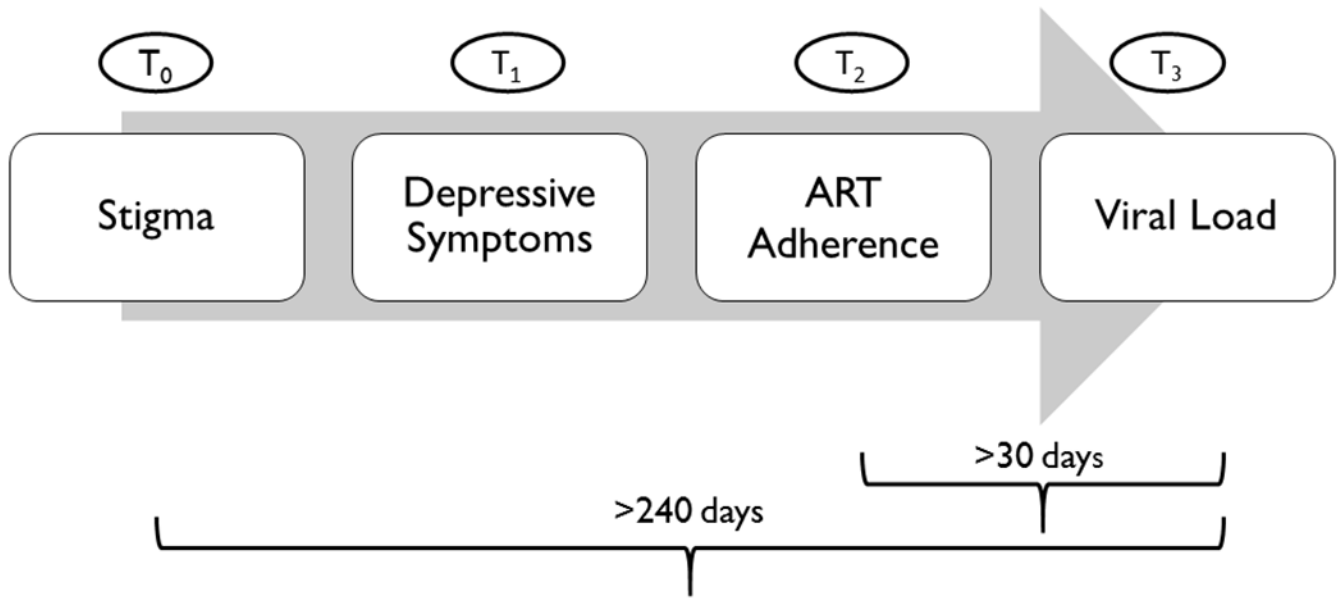 T₀
T₁
T₂
T₃
Stigma
Depressive
Symptoms
ART
Adherence
Viral Load
>30 days
>240 days